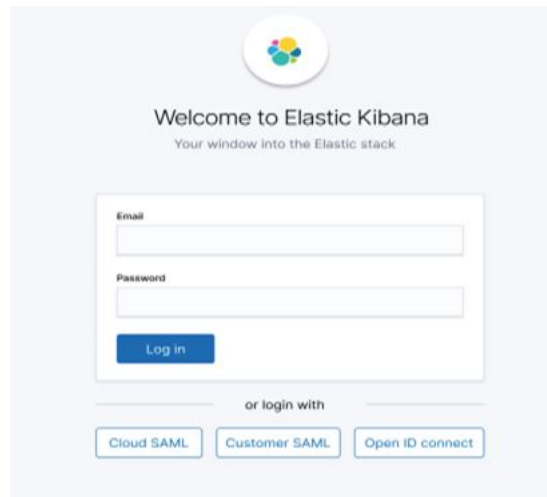 Welcome to Elastic Kibana
Your window into the Elastic stack
Email
Password
Log in
or login with
Cloud SAML Customer SAML Open ID connect